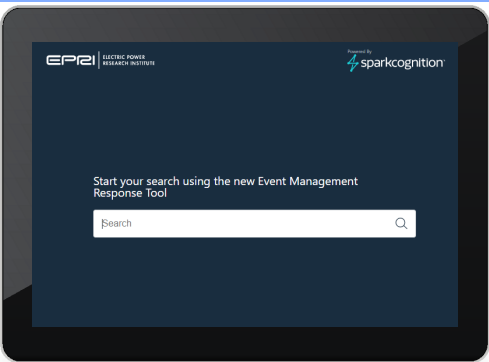 EPRI
ELECTRIC POWER
RESEARCH INSTITUTE
Powered By
sparkcognition
Start your search using the new Event Management
Response Tool
Search